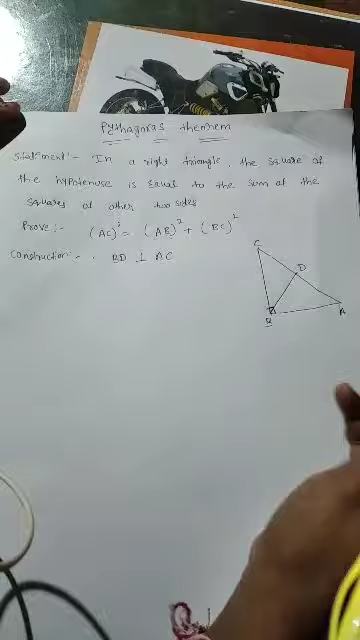 Pythagoras theorem
Statement:- In a right triangle, the square of
the hypotenuse is equal to the sum of the
squares of other two sides
Prove:- (AC)² = (AB)² + (BC)²
Construction:- BD ⊥ AC
C
D
B
A